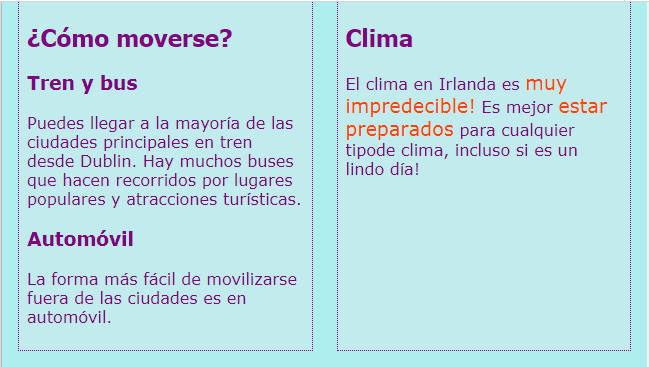 ¿Cómo moverse?
Tren y bus
Puedes llegar a la mayoría de las
ciudades principales en tren
desde Dublin. Hay muchos buses
que hacen recorridos por lugares
populares y atracciones turísticas.
Automóvil
La forma más fácil de movilizarse
fuera de las ciudades es en
automóvil.
Clima
El clima en Irlanda es muy
impredecible! Es mejor estar
preparados para cualquier
tipode clima, incluso si es un
lindo día!